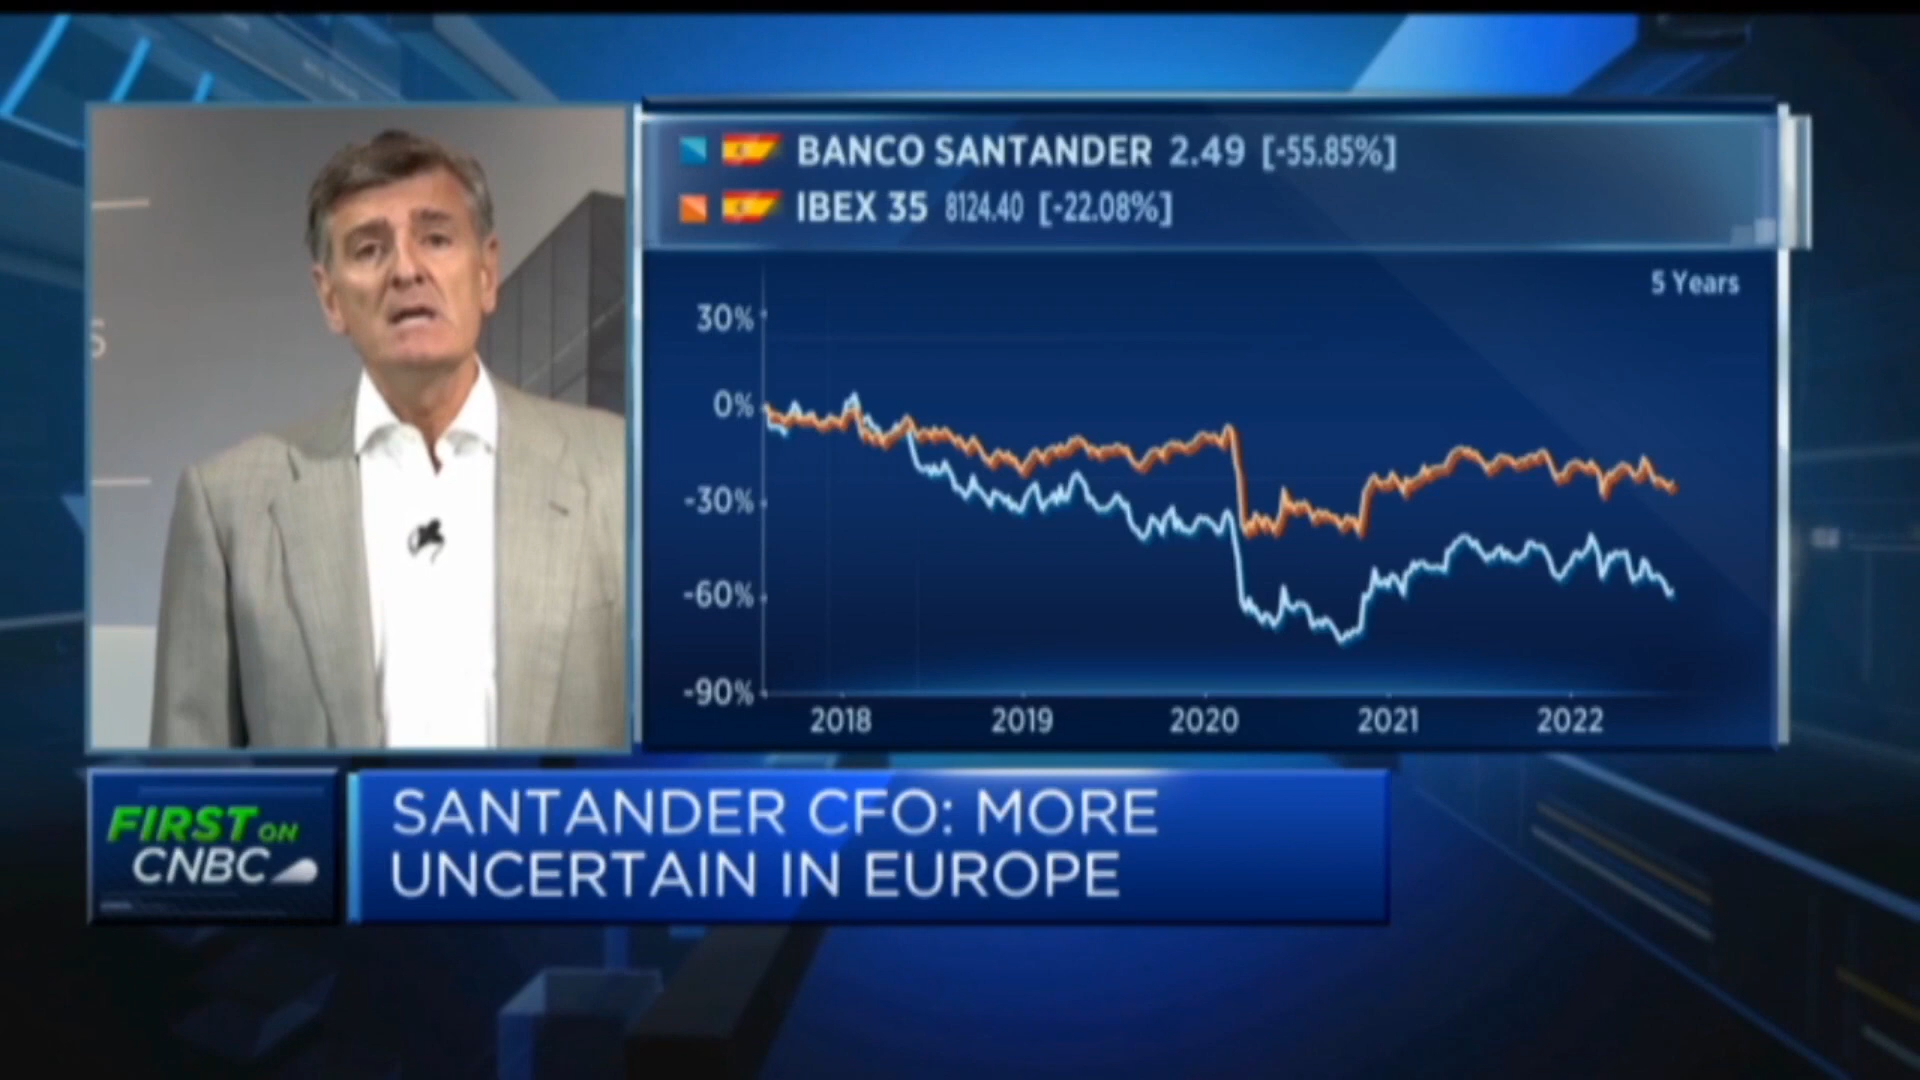 BANCO SANTANDER 2.49 [-55.85%]
IBEX 35 8124.40 [-22.08%]
5 Years
30%
0%
-30%
-60%
-90%
2018 2019 2020 2021 2022
S
FIRST ON
CNBC
SANTANDER CFO: MORE
UNCERTAIN IN EUROPE